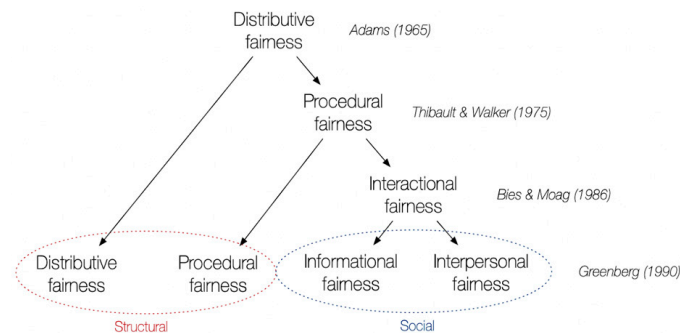 Distributive
fairness
Adams (1965)
Procedural
fairness
Thibault & Walker (1975)
Interactional
fairness
Bies & Moag (1986)
Distributive
fairness
Procedural
fairness
Informational
fairness
Interpersonal
fairness
Greenberg (1990)
Structural
Social